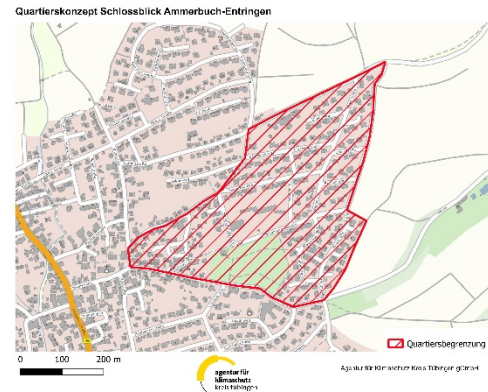 Quartierskonzept Schlossblick Ammerbuch-Entringen
Quartiersbegrenzung
0 100 200 m
agentur für
klimaschutz
kreis tübingen
Agentur für Klimaschutz Kreis Tübingen gGmbH